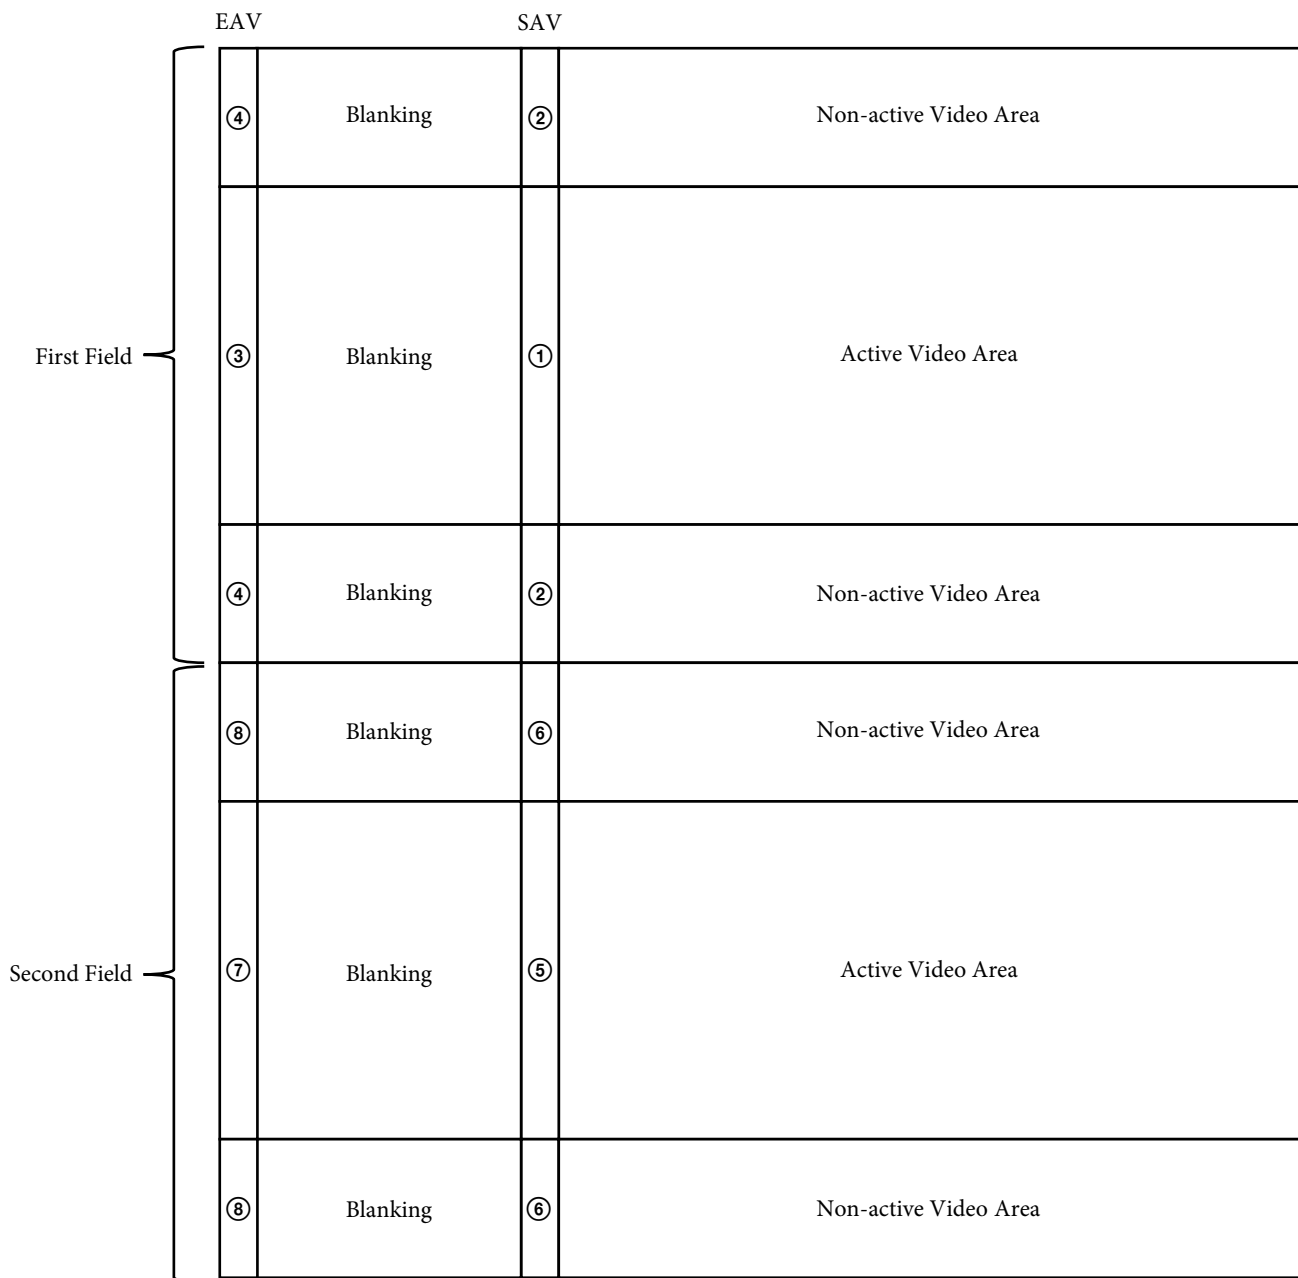 EAV SAV
④ Blanking ② Non-active Video Area
First Field ③ Blanking ① Active Video Area
④ Blanking ② Non-active Video Area
⑧ Blanking ⑥ Non-active Video Area
Second Field ⑦ Blanking ⑤ Active Video Area
⑧ Blanking ⑥ Non-active Video Area